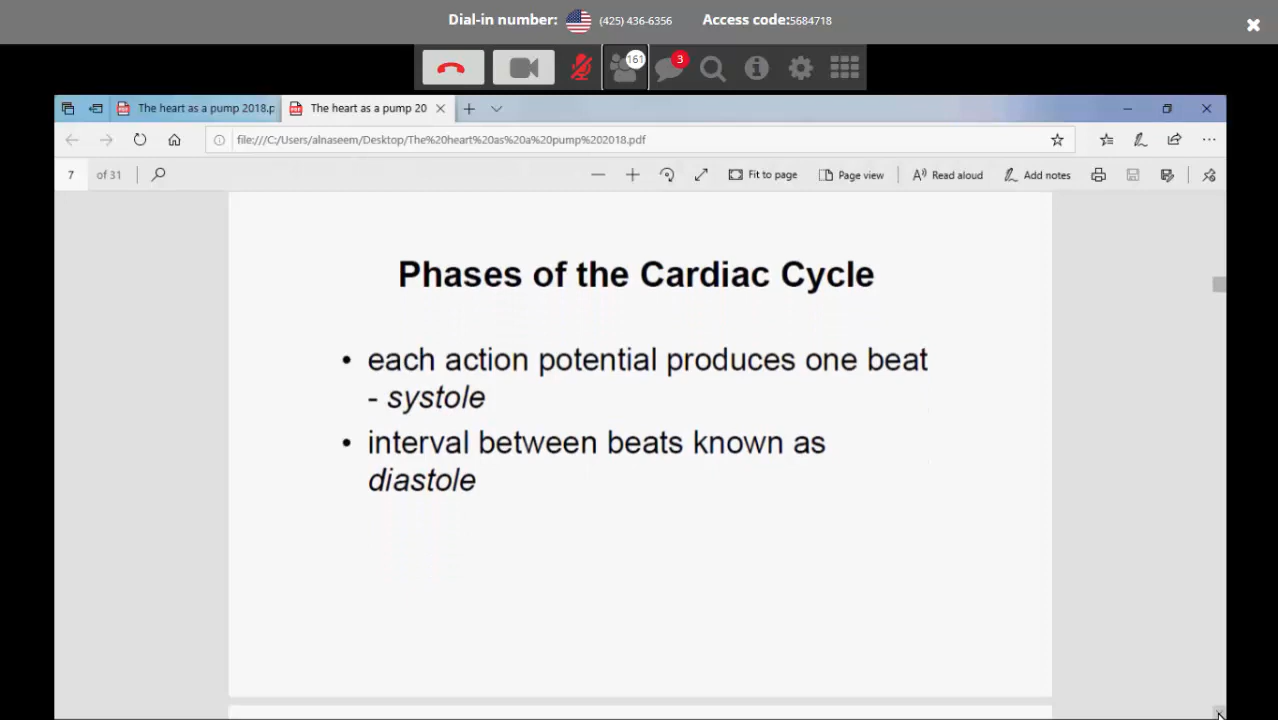 Dial-in number: (425) 436-6356 Access code:5684718
161 3
The heart as a pump 2018.p The heart as a pump 20
file:///C:/Users/alnaseem/Desktop/The%20heart%20as%20a%20pump%202018.pdf
7 of 31 Fit to page Page view Read aloud Add notes
Phases of the Cardiac Cycle
• each action potential produces one beat
- systole
• interval between beats known as
diastole